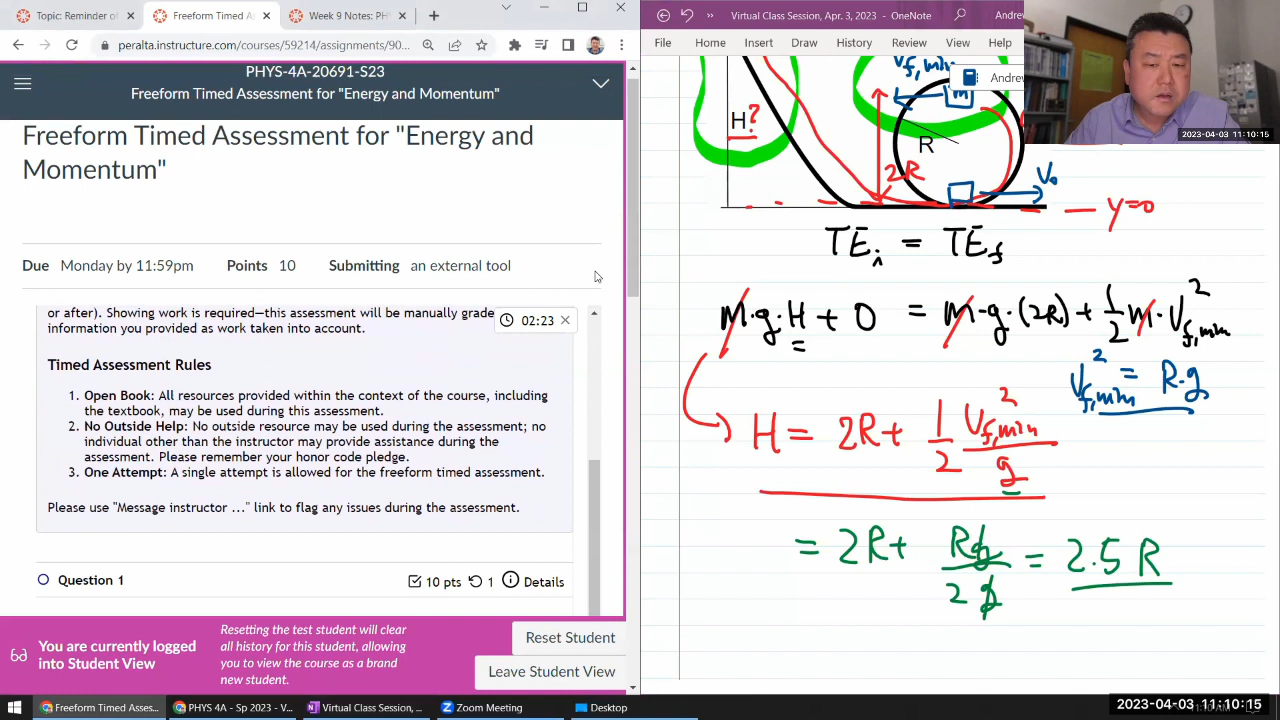 Topic: Reminder o
Freeform Timed A
Week 9 Notes: PH
peralta.instructure.com/courses/59214/assignments/90...
PHYS-4A-20691-S23
Freeform Timed Assessment for "Energy and Momentum"
Freeform Timed Assessment for "Energy and
Momentum"
Due Monday by 11:59pm Points 10 Submitting an external tool
or after). Showing work is required—this assessment will be manually grade
information you provided as work taken into account.
02:23
Timed Assessment Rules
1. Open Book: All resources provided within the context of the course, including
the textbook, may be used during this assessment.
2. No Outside Help: No outside resource may be used during the assessment; no
individual other than the instructor may provide assistance during the
assessment. Please remember your honor code pledge.
3. One Attempt: A single attempt is allowed for the freeform timed assessment.
Please use "Message instructor ..." link to flag any issues during the assessment.
Question 1 10 pts 1 Details
You are currently logged
into Student View
Resetting the test student will clear
all history for this student, allowing
you to view the course as a brand
new student.
Reset Student
Leave Student View
Virtual Class Session, Apr. 3, 2023 - OneNote
Andre
File Home Insert Draw History Review View Help
Andrew
2023-04-03 11:10:15
V_f,min
m
H?
R
2R
V_0
y=0
TE_i = TE_f
m·g·H + 0 = m·g·(2R) + 1/2 m·V_f,min^2
V_f,min^2 = R·g
H = 2R + 1/2 V_f,min^2/g
= 2R + Rg/2g = 2.5 R
Freeform Timed Asses...
PHYS 4A - Sp 2023 - V...
Virtual Class Session, ...
Zoom Meeting
Desktop
2023-04-03 11:10:15